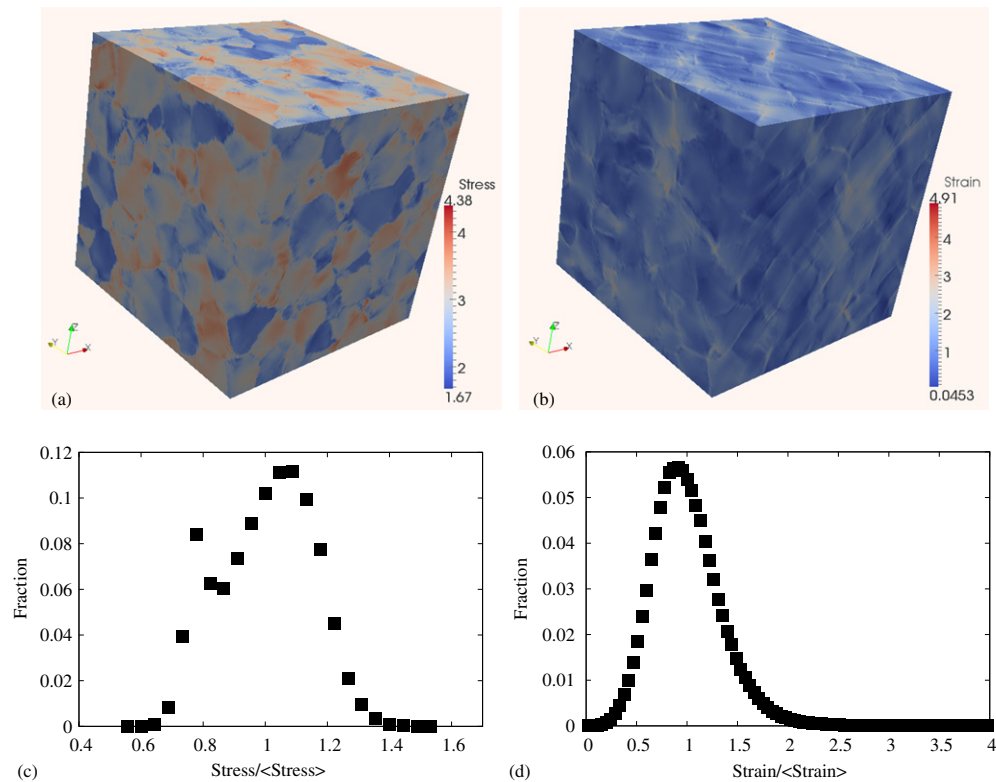 Stress
4.38
4
3
2
1.67
Z
Y
X
(a)
Strain
4.91
4
3
2
1
0.0453
Z
Y
X
(b)
0.12
0.1
0.08
0.06
0.04
0.02
0
Fraction
0.4 0.6 0.8 1 1.2 1.4 1.6
Stress/<Stress>
(c)
0.06
0.05
0.04
0.03
0.02
0.01
0
Fraction
0 0.5 1 1.5 2 2.5 3 3.5 4
Strain/<Strain>
(d)